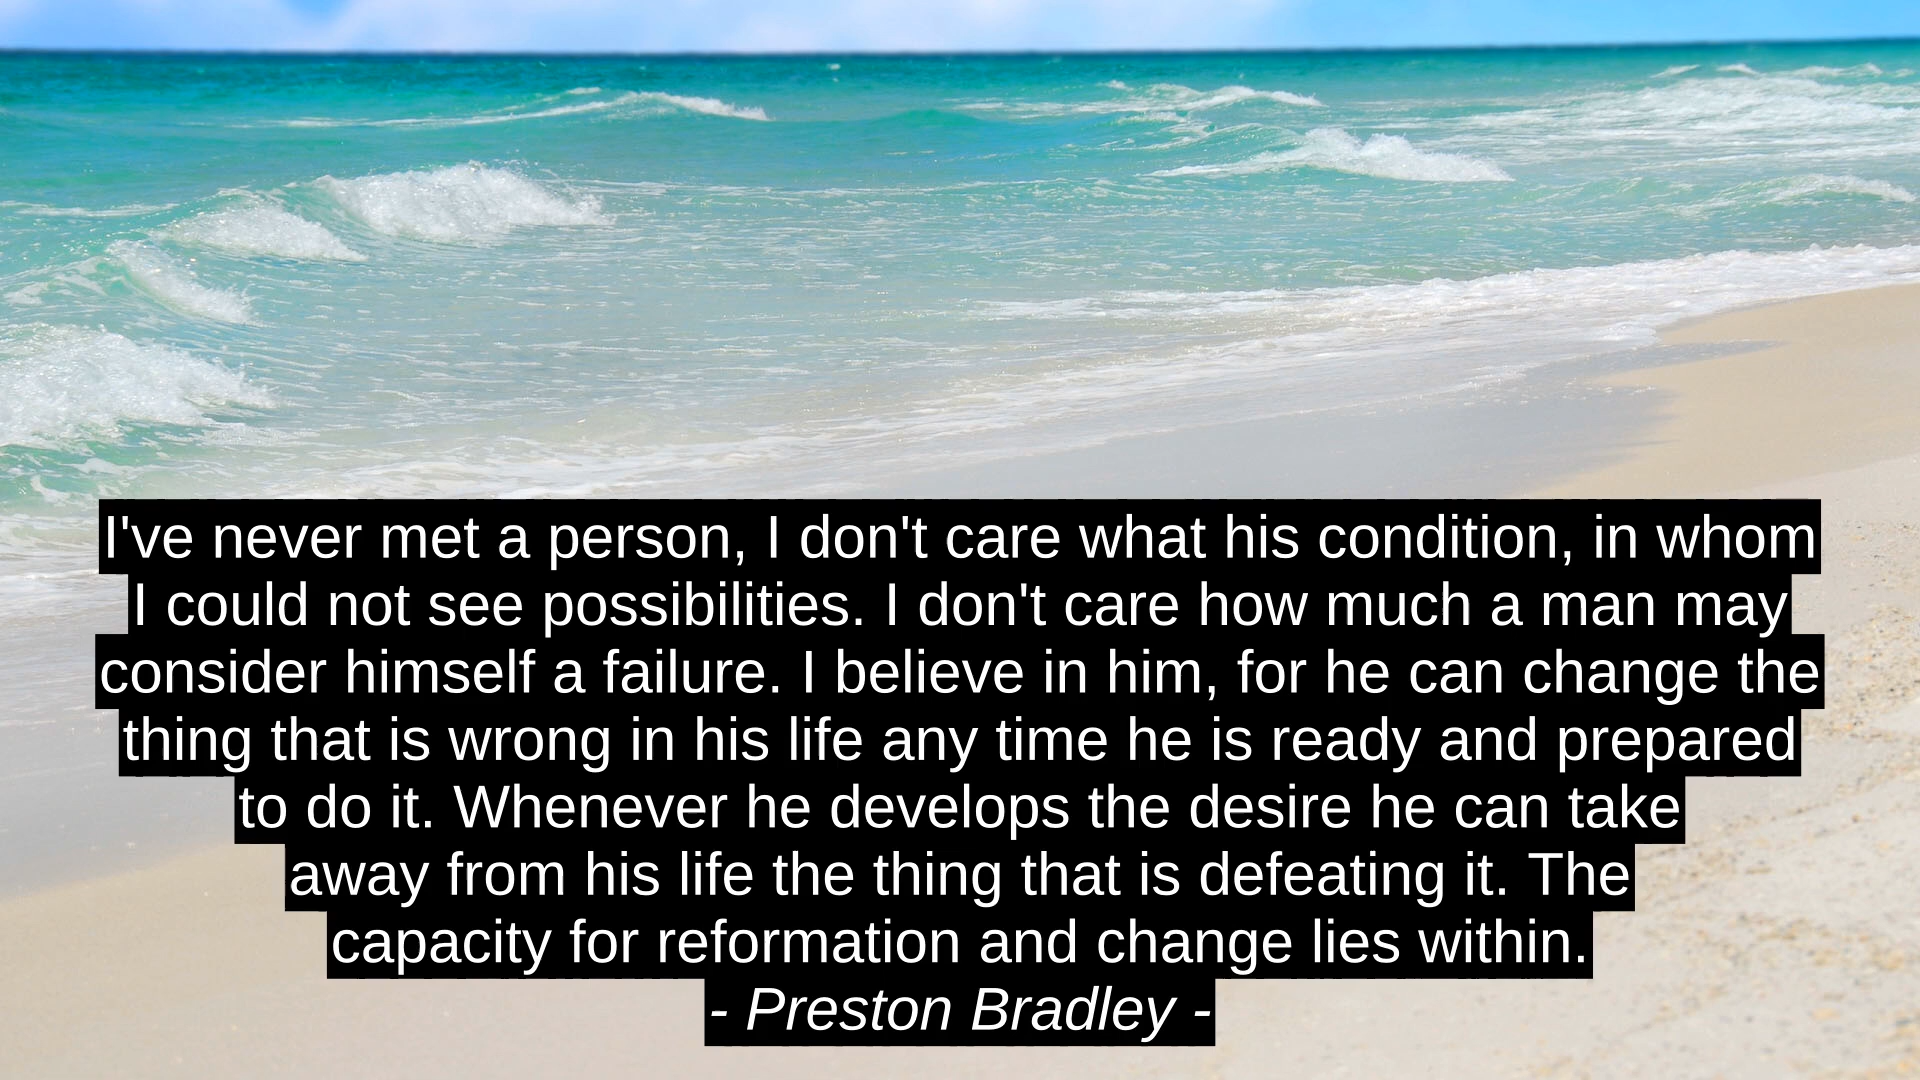 I've never met a person, I don't care what his condition, in whom
I could not see possibilities. I don't care how much a man may
consider himself a failure. I believe in him, for he can change the
thing that is wrong in his life any time he is ready and prepared
to do it. Whenever he develops the desire he can take
away from his life the thing that is defeating it. The
capacity for reformation and change lies within.
- Preston Bradley -